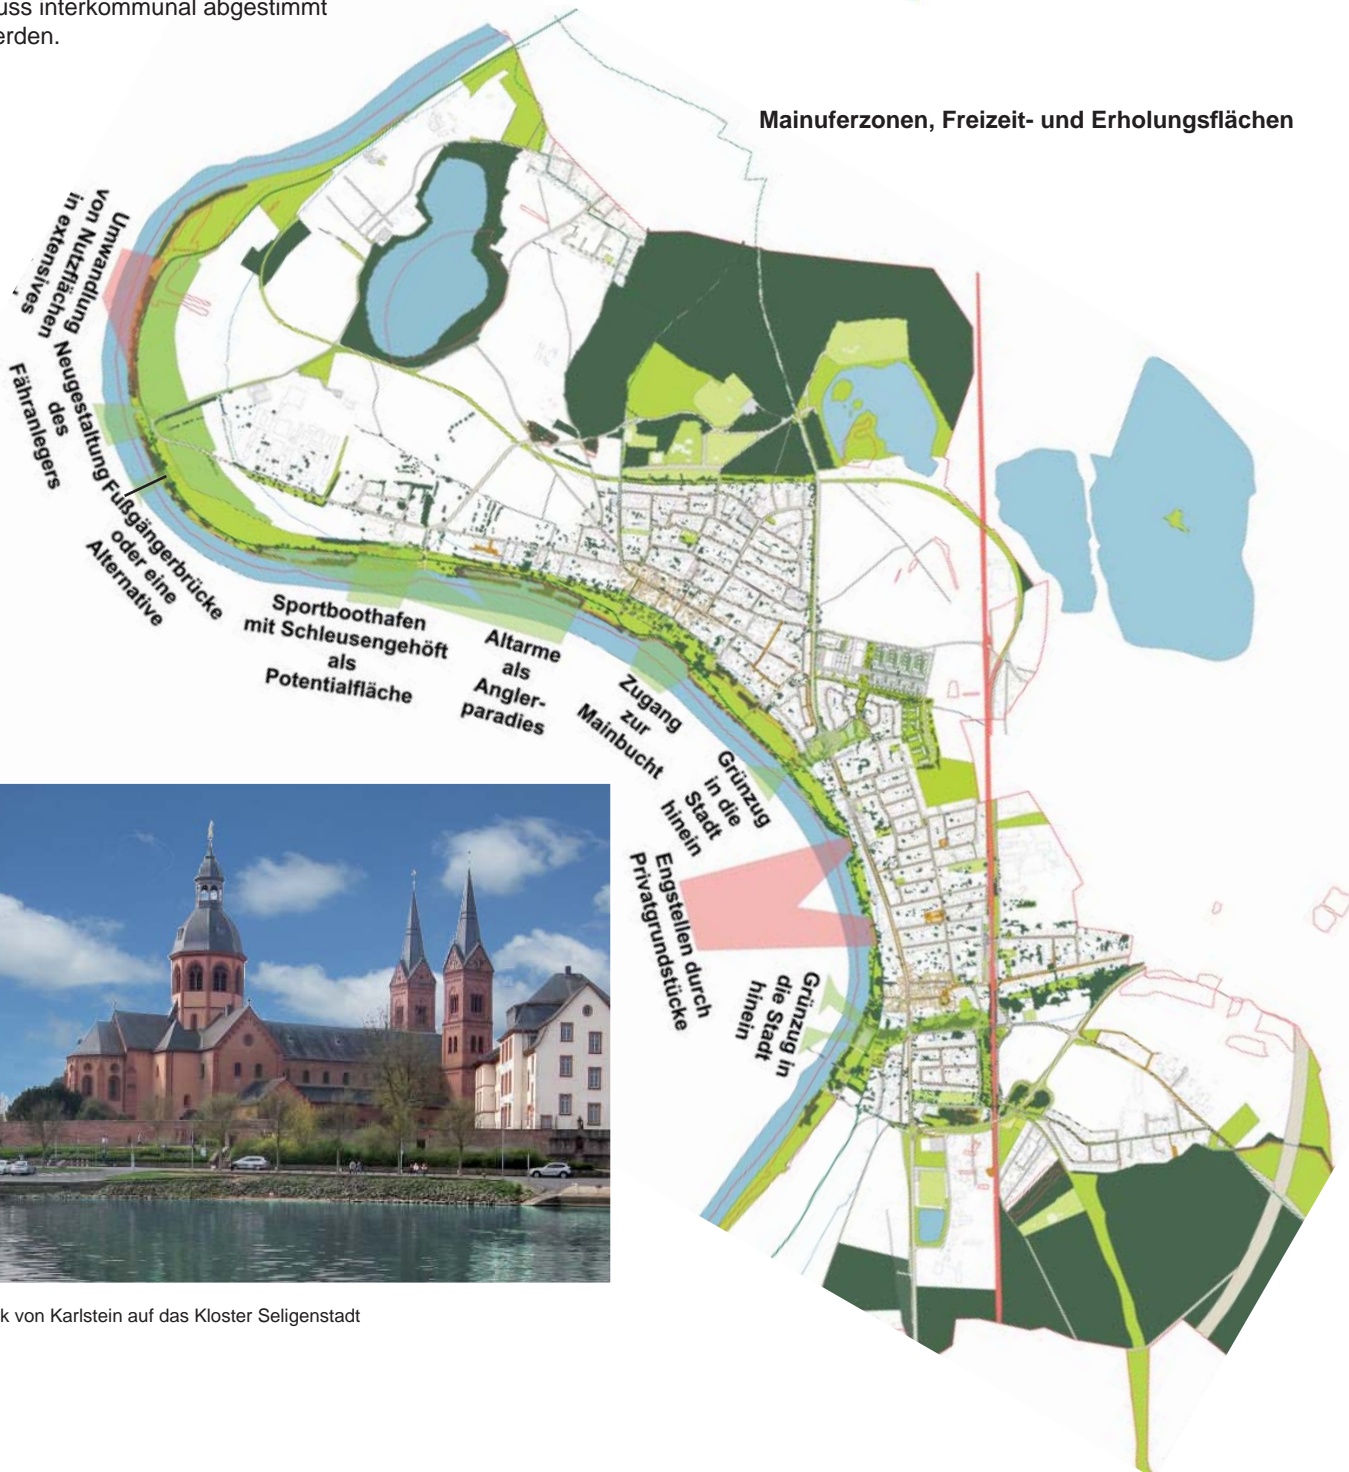 uss interkommunal abgestimmt
erden.
Mainuferzonen, Freizeit- und Erholungsflächen
Umwandlung
von Nutzflächen
in extensives
Neugestaltung
des
Fähranlegers
Fußgängerbrücke
oder eine
Alternative
Sportboothafen
mit Schleusengehöft
als
Potentialfläche
Altarme
als
Angler-
paradies
Zugang
zur
Mainbucht
Grünzug
in die
Stadt
hinein
Engstellen durch
Privatgrundstücke
Grünzug in
die Stadt
hinein
k von Karlstein auf das Kloster Seligenstadt